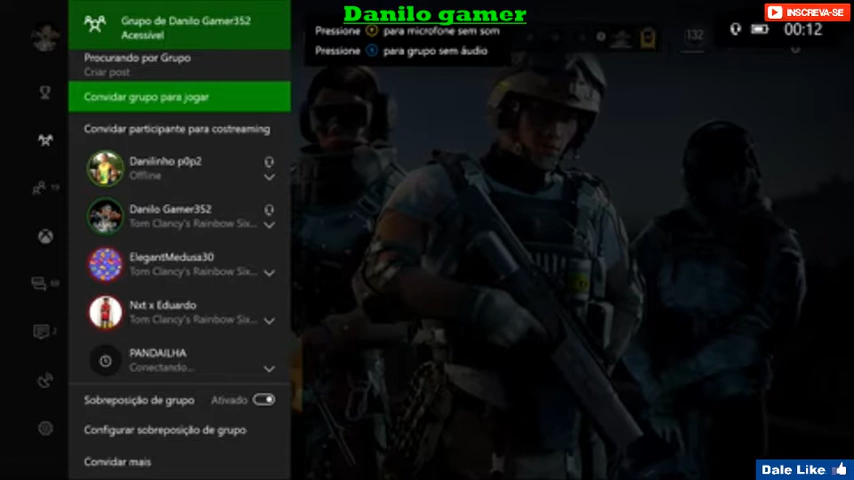 Danilo gamer
INSCREVA-SE
Grupo de Danilo Gamer352
Acessível
Pressione para microfone sem som
Pressione para grupo sem áudio
132
00:12
Procurando por Grupo
Criar post
Convidar grupo para jogar
Convidar participante para costreaming
Danilinho p0p2
Offline
Danilo Gamer352
Tom Clancy's Rainbow Six...
ElegantMedusa30
Tom Clancy's Rainbow Six...
Nxt x Eduardo
Tom Clancy's Rainbow Six...
PANDAILHA
Conectando...
Sobreposição de grupo Ativado
Configurar sobreposição de grupo
Convidar mais
Dale Like